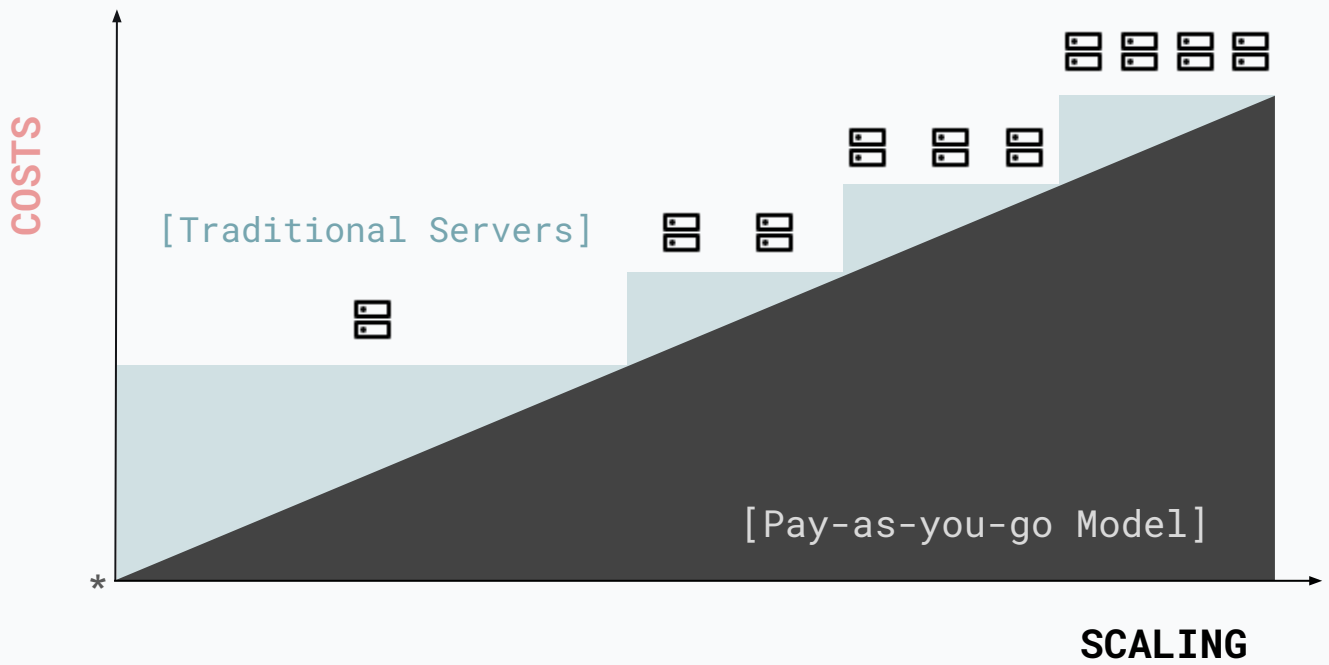 COSTS
[Traditional Servers]
[Pay-as-you-go Model]
*
SCALING